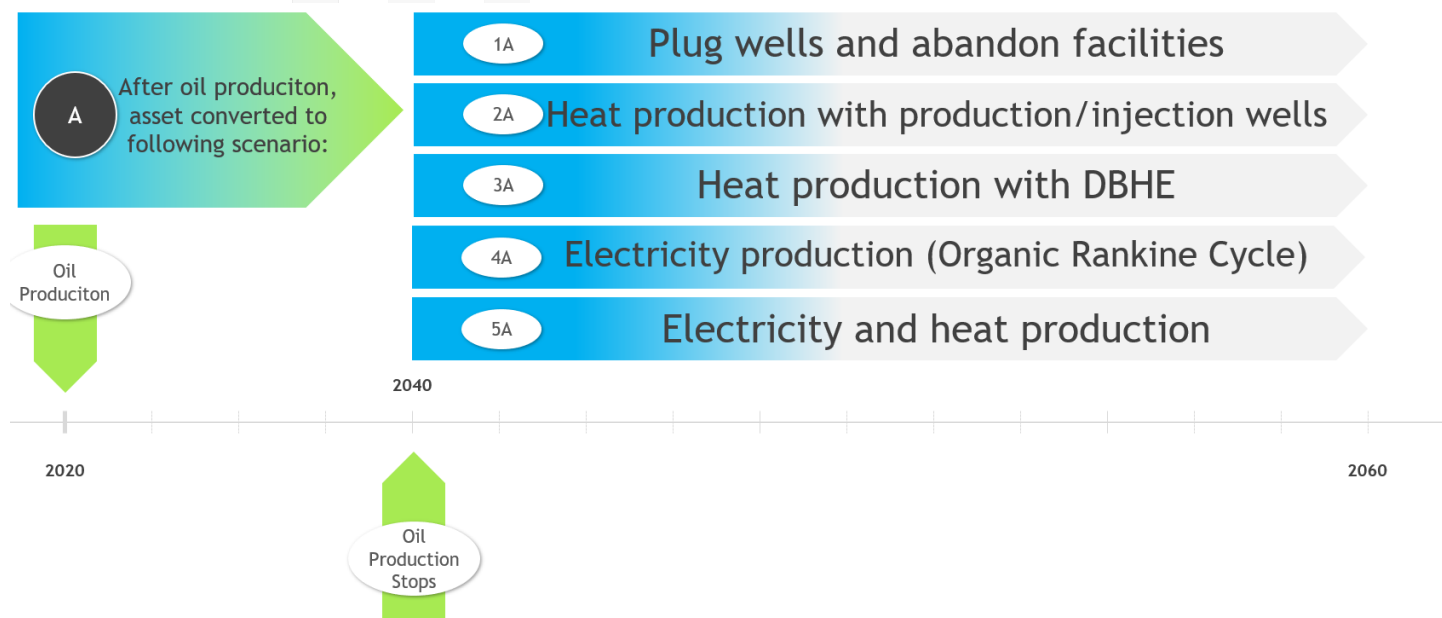 A
After oil produciton,
asset converted to
following scenario:
1A
Plug wells and abandon facilities
2A
Heat production with production/injection wells
3A
Heat production with DBHE
4A
Electricity production (Organic Rankine Cycle)
5A
Electricity and heat production
Oil
Produciton
2040
2020
2060
Oil
Production
Stops